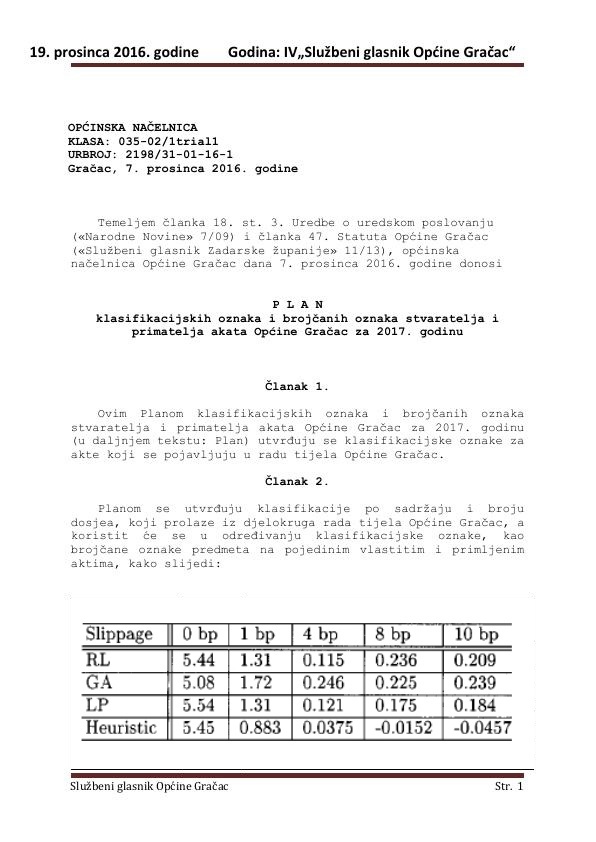 19. prosinca 2016. godine Godina: IV„Službeni glasnik Općine Gračac“
OPĆINSKA NAČELNICA
KLASA: 035-02/1trial1
URBROJ: 2198/31-01-16-1
Gračac, 7. prosinca 2016. godine
Temeljem članka 18. st. 3. Uredbe o uredskom poslovanju
(«Narodne Novine» 7/09) i članka 47. Statuta Općine Gračac
(«Službeni glasnik Zadarske županije» 11/13), općinska
načelnica Općine Gračac dana 7. prosinca 2016. godine donosi
P L A N
klasifikacijskih oznaka i brojčanih oznaka stvaratelja i
primatelja akata Općine Gračac za 2017. godinu
Članak 1.
Ovim Planom klasifikacijskih oznaka i brojčanih oznaka
stvaratelja i primatelja akata Općine Gračac za 2017. godinu
(u daljnjem tekstu: Plan) utvrđuju se klasifikacijske oznake za
akte koji se pojavljuju u radu tijela Općine Gračac.
Članak 2.
Planom se utvrđuju klasifikacije po sadržaju i broju
dosjea, koji prolaze iz djelokruga rada tijela Općine Gračac, a
koristit će se u određivanju klasifikacijske oznake, kao
brojčane oznake predmeta na pojedinim vlastitim i primljenim
aktima, kako slijedi:
Slippage 0 bp 1 bp 4 bp 8 bp 10 bp
RL 5.44 1.31 0.115 0.236 0.209
GA 5.08 1.72 0.246 0.225 0.239
LP 5.54 1.31 0.121 0.175 0.184
Heuristic 5.45 0.883 0.0375 -0.0152 -0.0457
Službeni glasnik Općine Gračac Str. 1